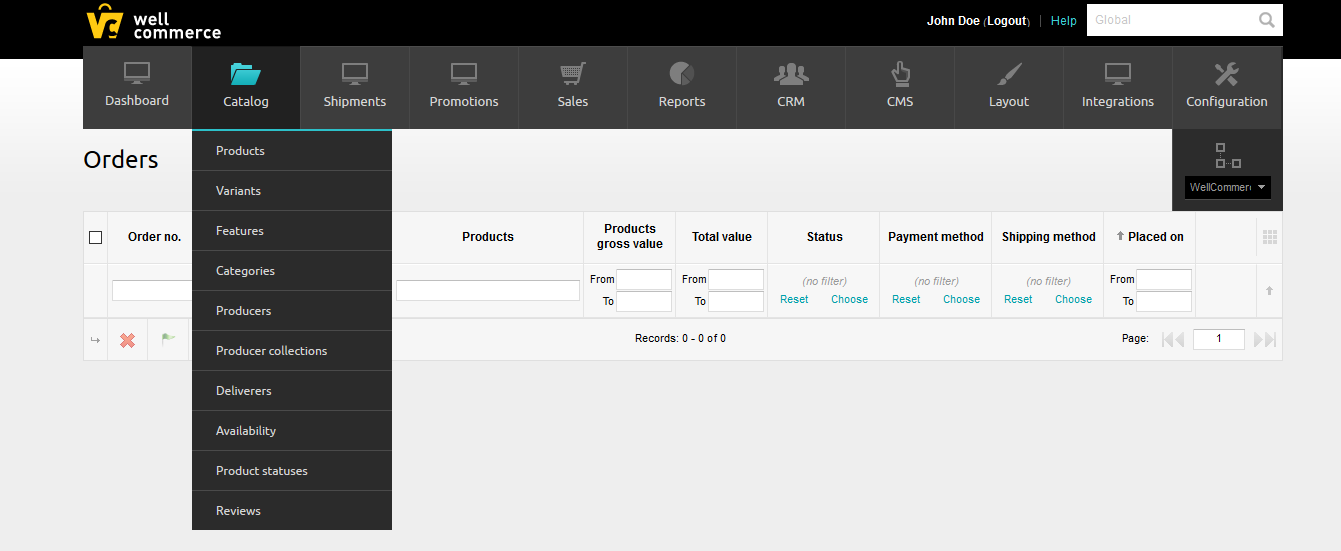 well
commerce
John Doe (Logout) | Help
Global
Dashboard
Catalog
Shipments
Promotions
Sales
Reports
CRM
CMS
Layout
Integrations
Configuration
Products
Variants
Features
Categories
Producers
Producer collections
Deliverers
Availability
Product statuses
Reviews
WellCommer
Orders
Order no.
Products
Products
gross value
Total value
Status
Payment method
Shipping method
Placed on
From
To
From
To
(no filter)
Reset Choose
(no filter)
Reset Choose
(no filter)
Reset Choose
From
To
Records: 0 - 0 of 0
Page: 1